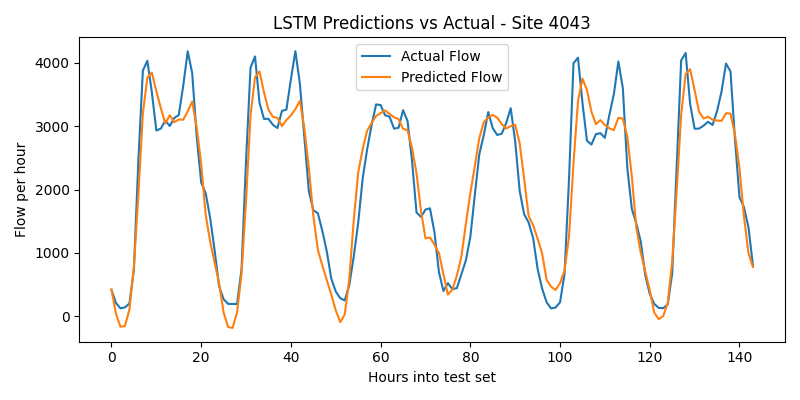 LSTM Predictions vs Actual - Site 4043
Actual Flow
Predicted Flow
Flow per hour
4000
3000
2000
1000
0
0 20 40 60 80 100 120 140
Hours into test set